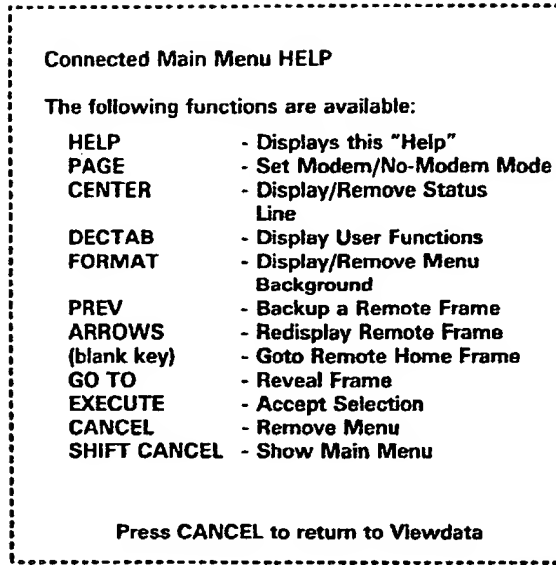 Connected Main Menu HELP
The following functions are available:
HELP - Displays this "Help"
PAGE - Set Modem/No-Modem Mode
CENTER - Display/Remove Status
Line
DECTAB - Display User Functions
FORMAT - Display/Remove Menu
Background
PREV - Backup a Remote Frame
ARROWS - Redisplay Remote Frame
(blank key) - Goto Remote Home Frame
GO TO - Reveal Frame
EXECUTE - Accept Selection
CANCEL - Remove Menu
SHIFT CANCEL - Show Main Menu
Press CANCEL to return to Viewdata